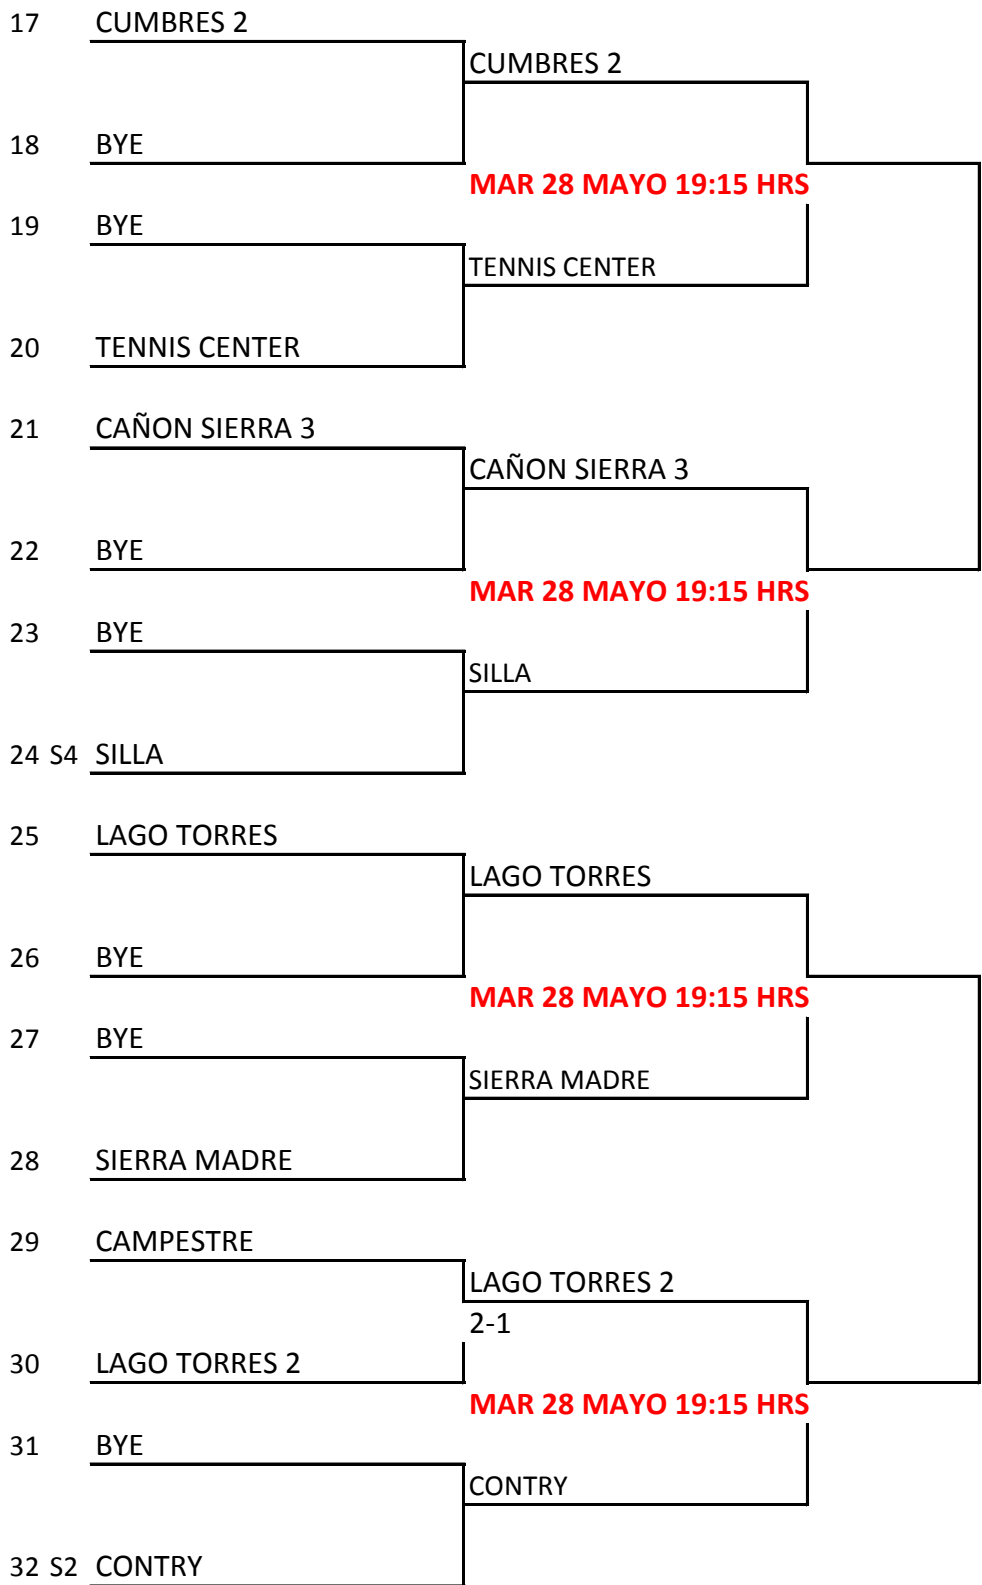 17 CUMBRES 2
CUMBRES 2
18 BYE
MAR 28 MAYO 19:15 HRS
19 BYE
TENNIS CENTER
20 TENNIS CENTER
21 CAÑON SIERRA 3
CAÑON SIERRA 3
22 BYE
MAR 28 MAYO 19:15 HRS
23 BYE
SILLA
24 S4 SILLA
25 LAGO TORRES
LAGO TORRES
26 BYE
MAR 28 MAYO 19:15 HRS
27 BYE
SIERRA MADRE
28 SIERRA MADRE
29 CAMPESTRE
LAGO TORRES 2
2-1
30 LAGO TORRES 2
MAR 28 MAYO 19:15 HRS
31 BYE
CONTRY
32 S2 CONTRY